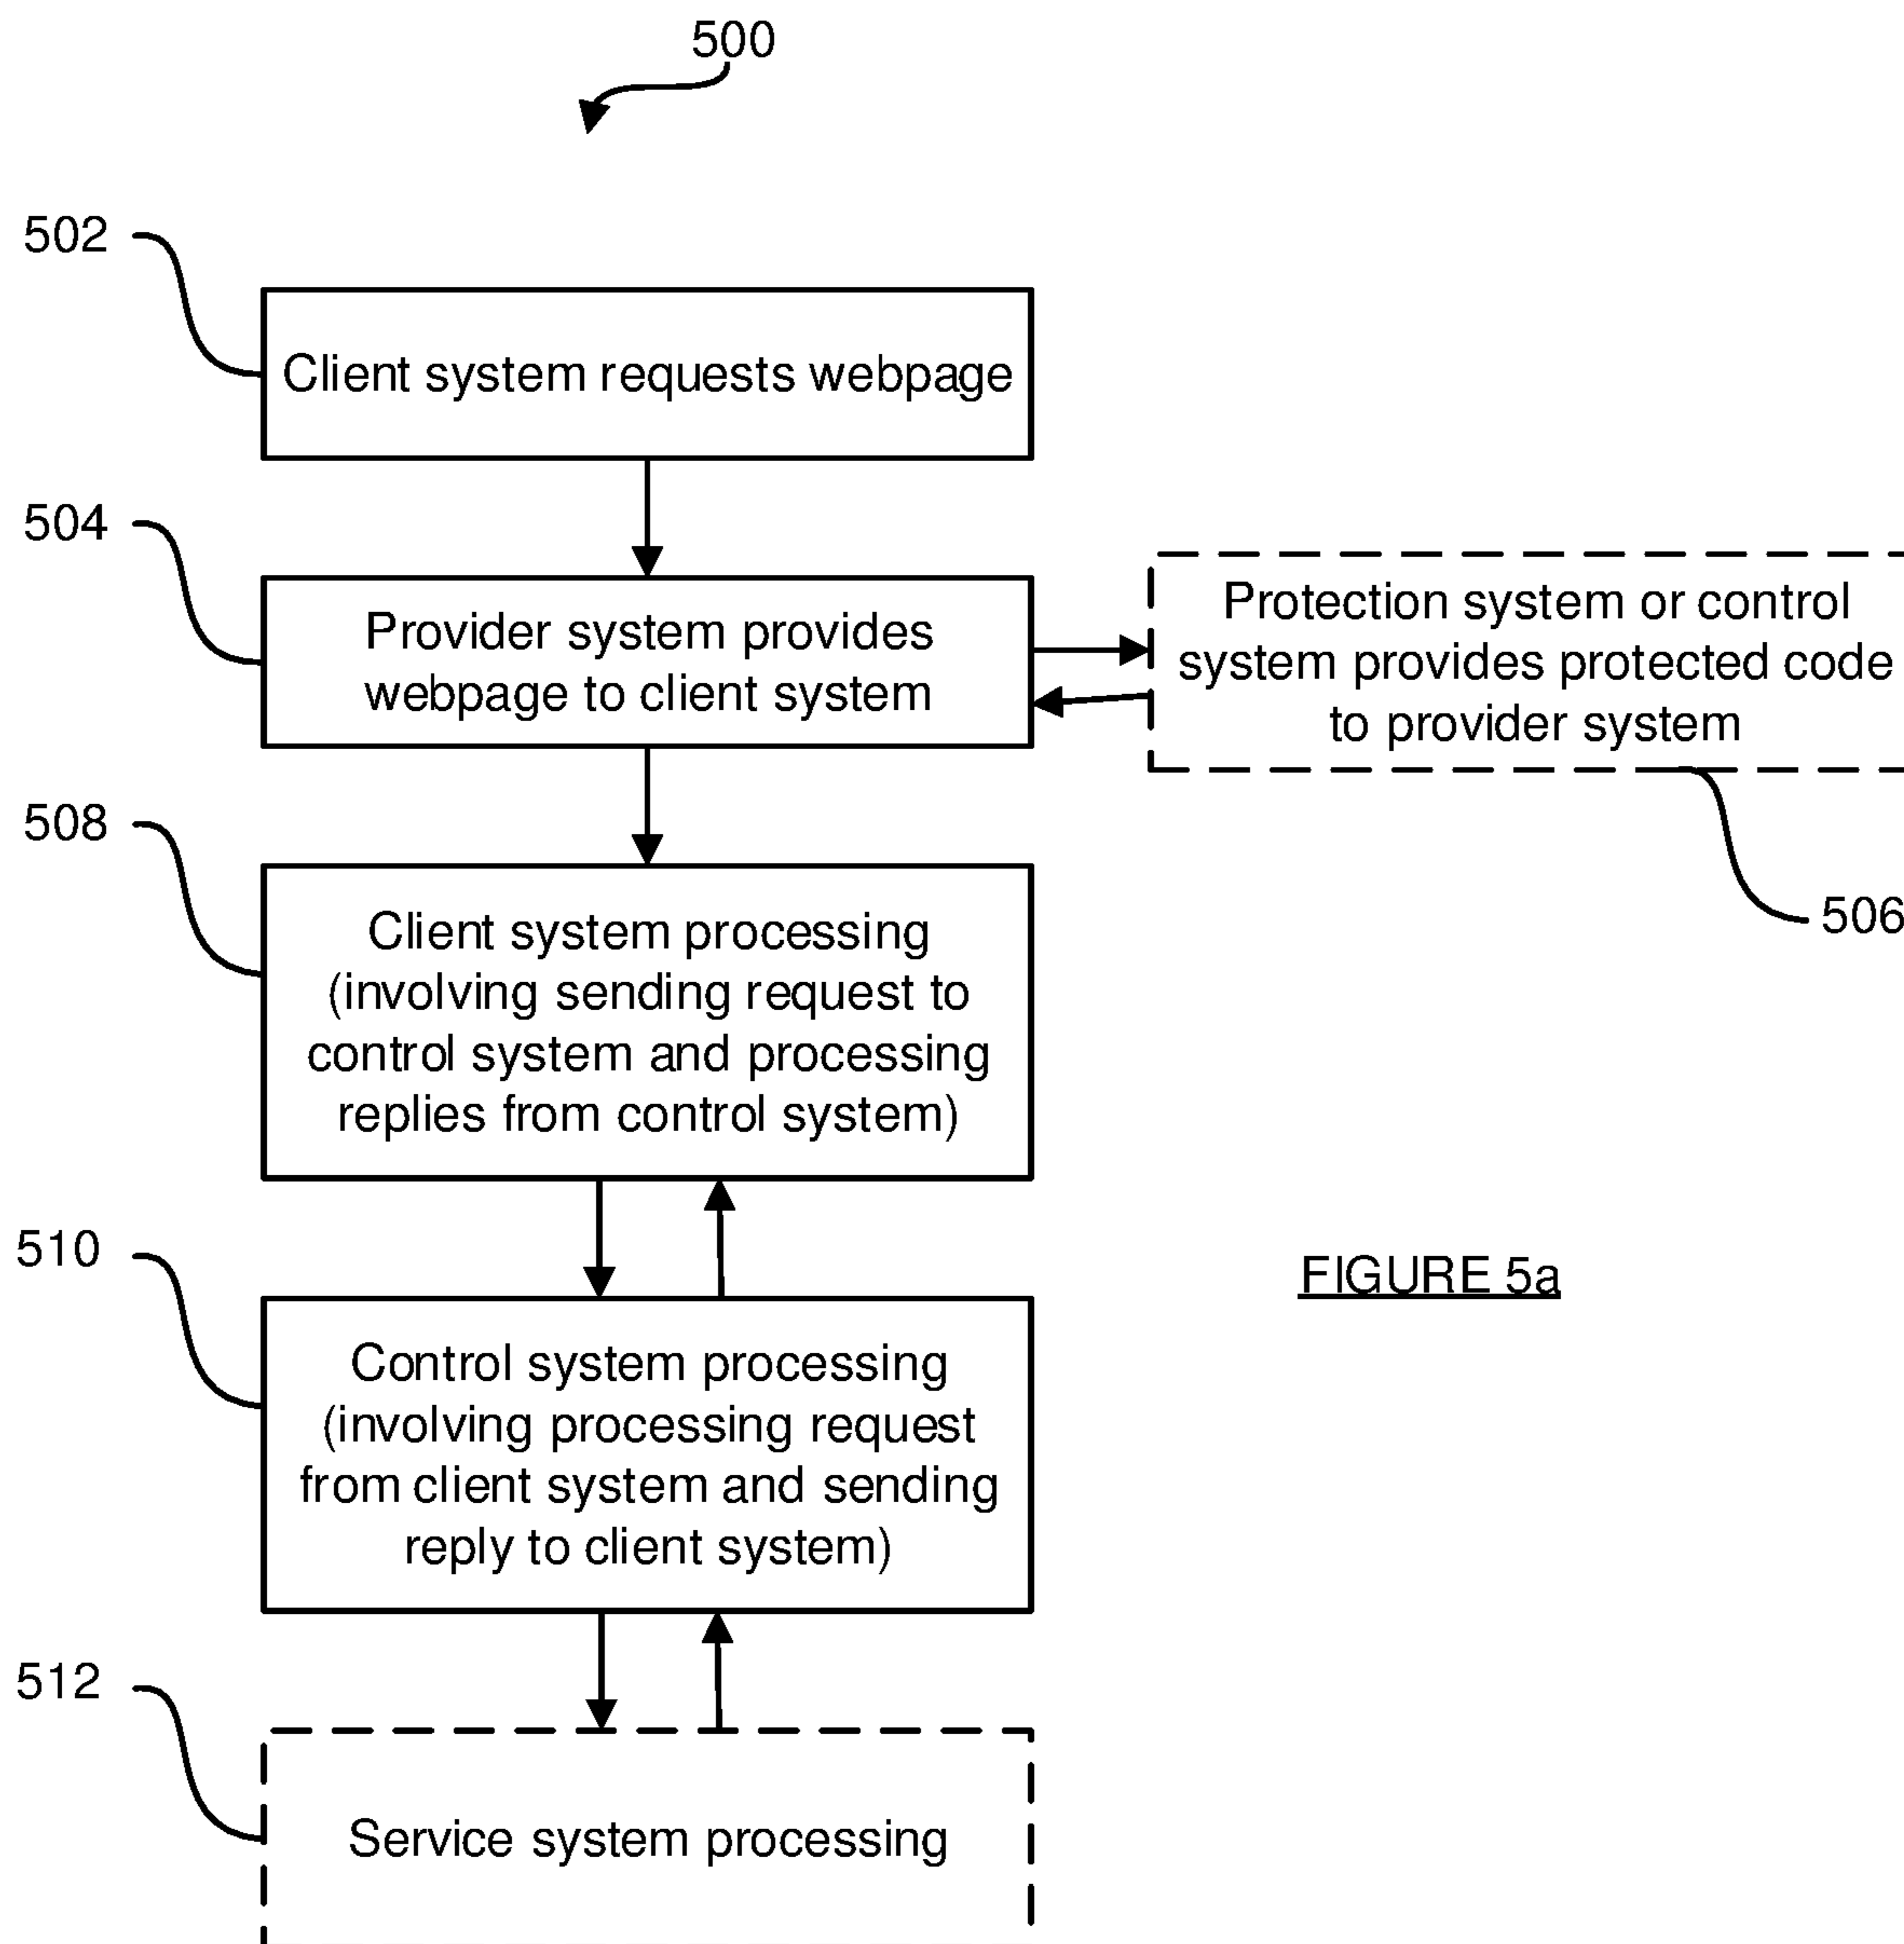 500
502
Client system requests webpage
504
Provider system provides
webpage to client system
Protection system or control
system provides protected code
to provider system
506
508
Client system processing
(involving sending request to
control system and processing
replies from control system)
510
Control system processing
(involving processing request
from client system and sending
reply to client system)
FIGURE 5a
512
Service system processing